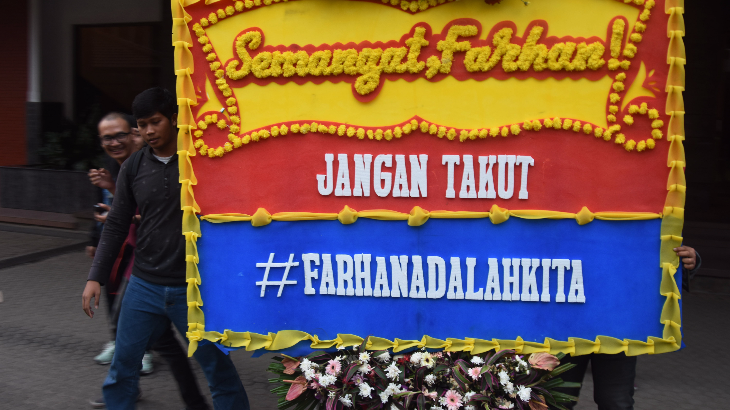 Semangat, Farhan!
JANGAN TAKUT
#FARHANADALAHKITA